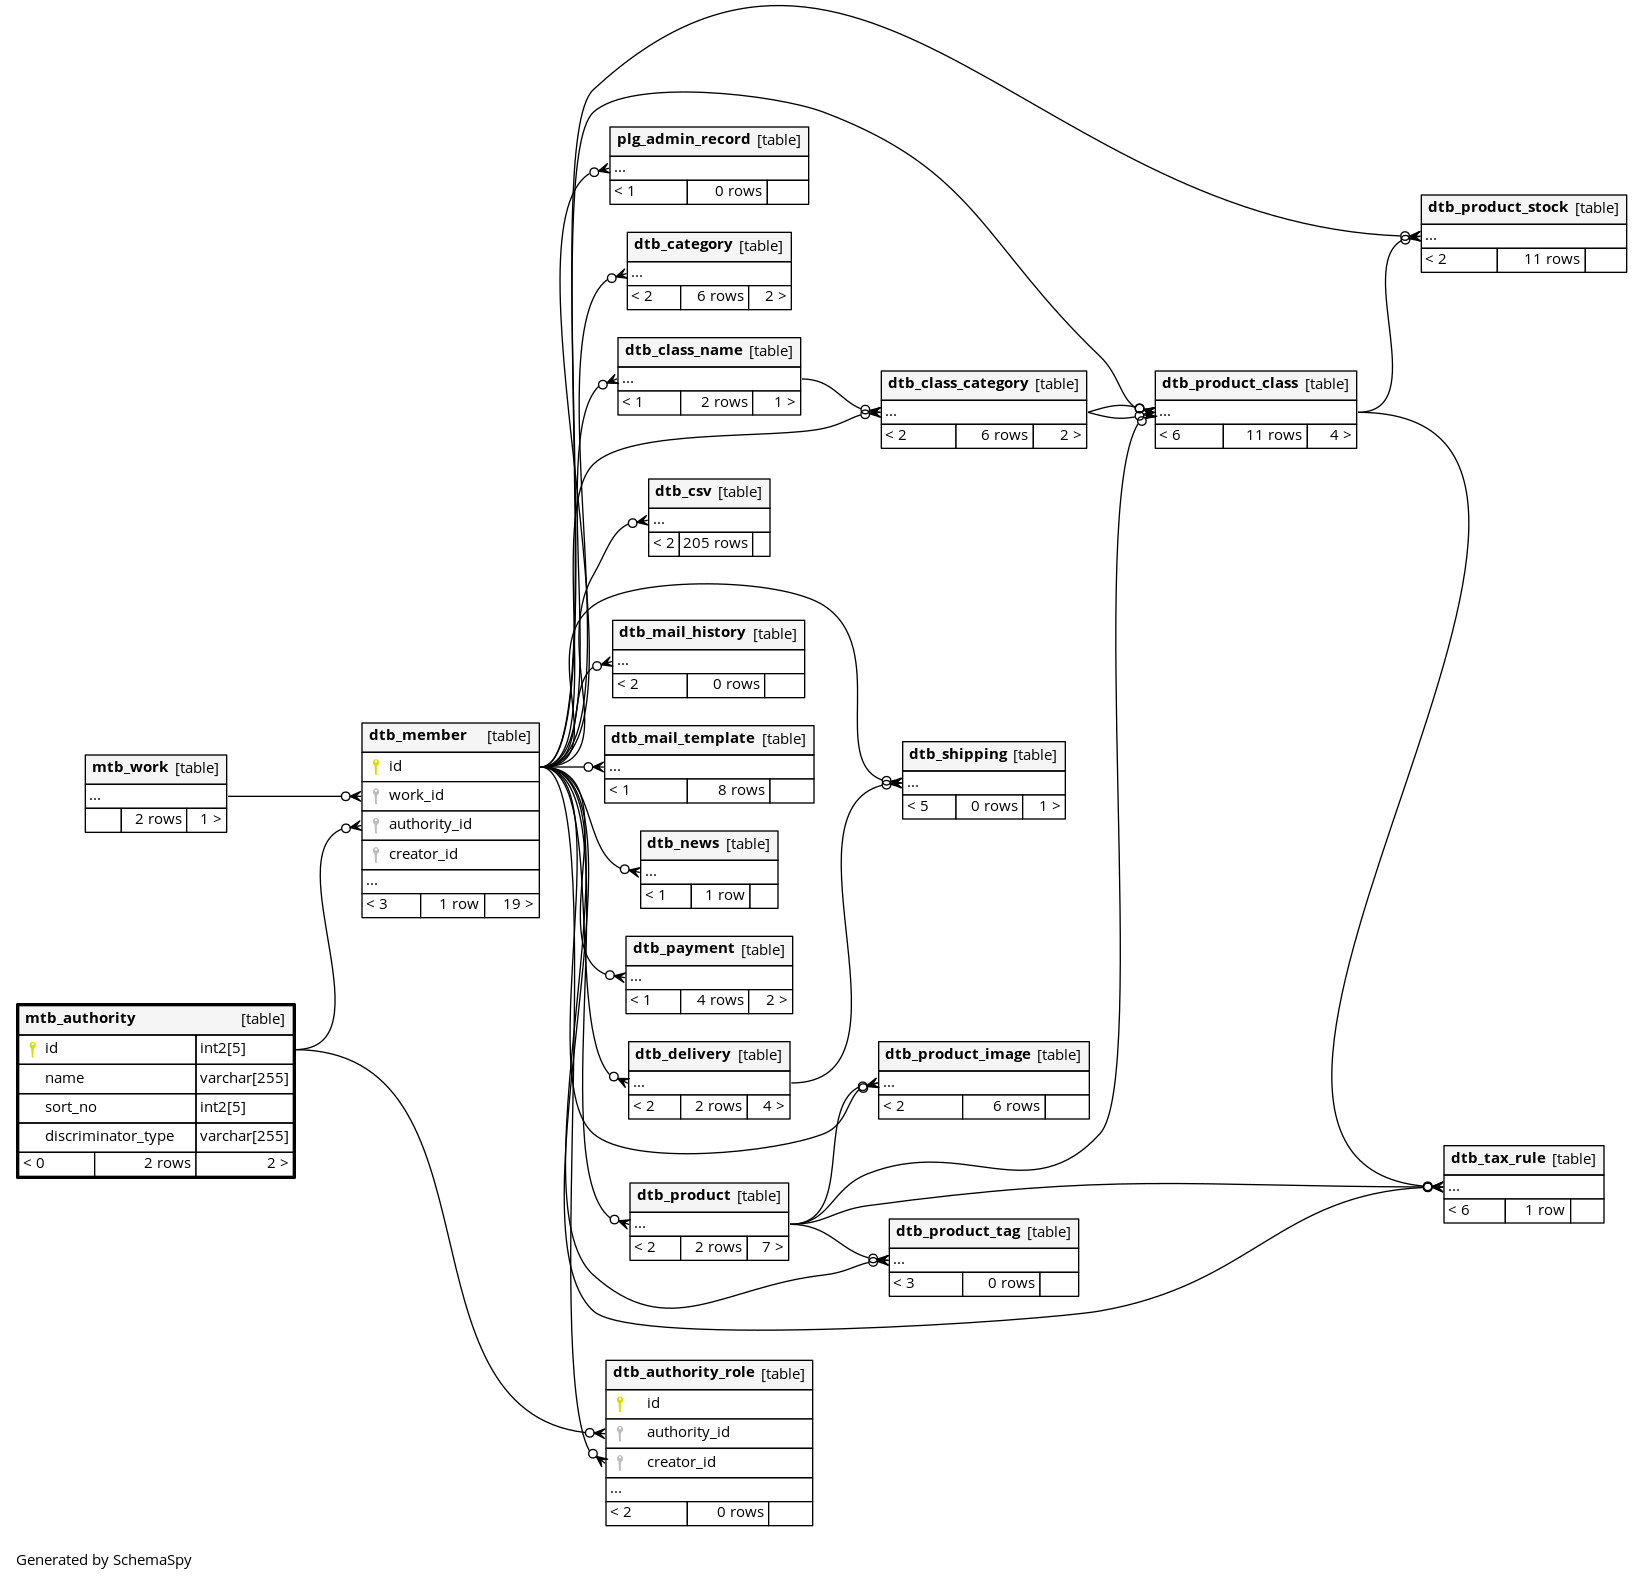 plg_admin_record [table]
...
< 1 0 rows
dtb_category [table]
...
< 2 6 rows 2 >
dtb_product_stock [table]
...
< 2 11 rows
dtb_class_name [table]
...
< 1 2 rows 1 >
dtb_class_category [table]
...
< 2 6 rows 2 >
dtb_product_class [table]
...
< 6 11 rows 4 >
dtb_csv [table]
...
< 2 205 rows
dtb_mail_history [table]
...
< 2 0 rows
mtb_work [table]
...
2 rows 1 >
dtb_member [table]
id
work_id
authority_id
creator_id
...
< 3 1 row 19 >
dtb_mail_template [table]
...
< 1 8 rows
dtb_shipping [table]
...
< 5 0 rows 1 >
dtb_news [table]
...
< 1 1 row
dtb_payment [table]
...
< 1 4 rows 2 >
mtb_authority [table]
id int2[5]
name varchar[255]
sort_no int2[5]
discriminator_type varchar[255]
< 0 2 rows 2 >
dtb_delivery [table]
...
< 2 2 rows 4 >
dtb_product_image [table]
...
< 2 6 rows
dtb_tax_rule [table]
...
< 6 1 row
dtb_product [table]
...
< 2 2 rows 7 >
dtb_product_tag [table]
...
< 3 0 rows
dtb_authority_role [table]
id
authority_id
creator_id
...
< 2 0 rows
Generated by SchemaSpy